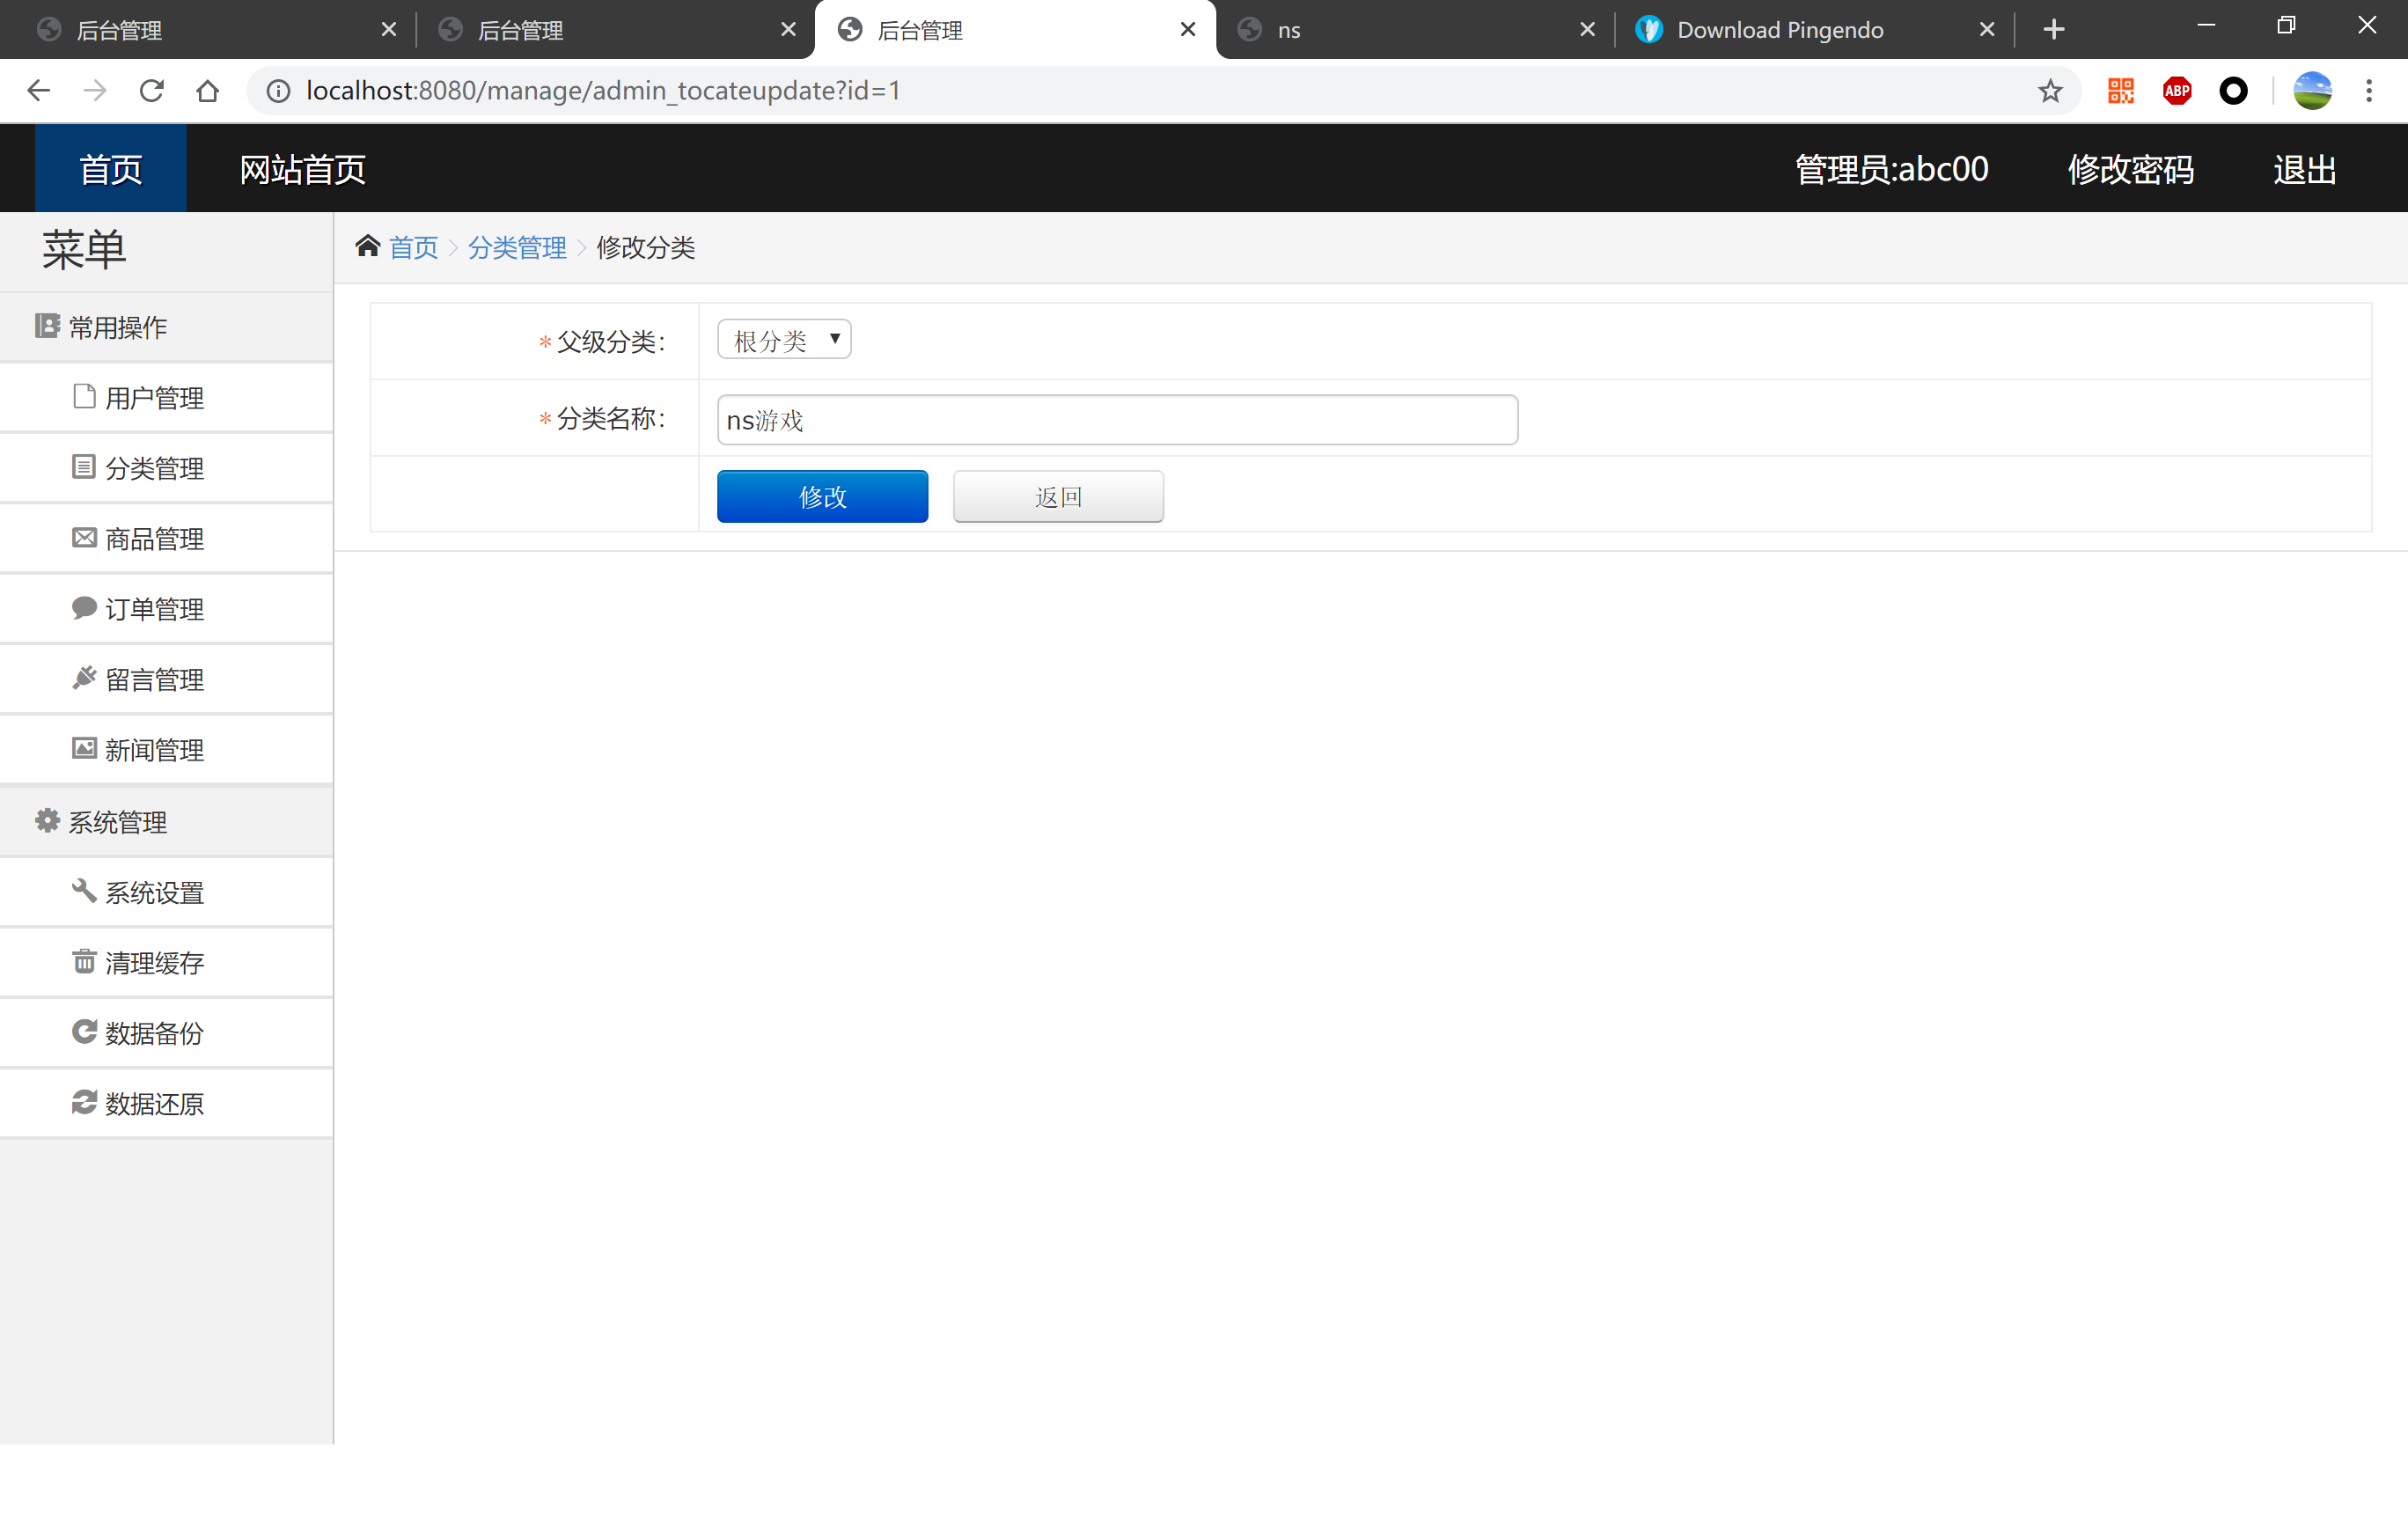 后台管理
后台管理
后台管理
ns
Download Pingendo
localhost:8080/manage/admin_tocateupdate?id=1
ABP
首页
网站首页
管理员:abc00
修改密码
退出
菜单
首页 > 分类管理 > 修改分类
常用操作
用户管理
分类管理
商品管理
订单管理
留言管理
新闻管理
系统管理
系统设置
清理缓存
数据备份
数据还原
*父级分类：
根分类
*分类名称：
ns游戏
修改
返回